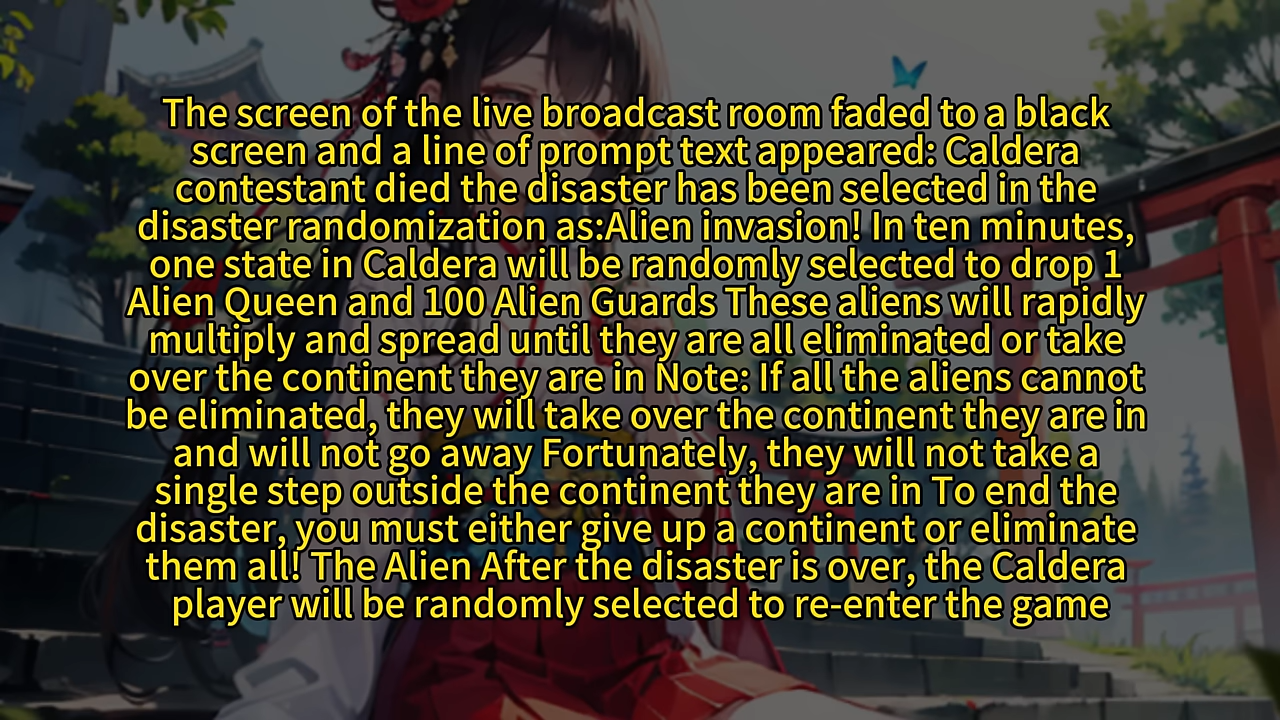 The screen of the live broadcast room faded to a black
screen and a line of prompt text appeared: Caldera
contestant died the disaster has been selected in the
disaster randomization as:Alien invasion! In ten minutes,
one state in Caldera will be randomly selected to drop 1
Alien Queen and 100 Alien Guards These aliens will rapidly
multiply and spread until they are all eliminated or take
over the continent they are in Note: If all the aliens cannot
be eliminated, they will take over the continent they are in
and will not go away Fortunately, they will not take a
single step outside the continent they are in To end the
disaster, you must either give up a continent or eliminate
them all! The Alien After the disaster is over, the Caldera
player will be randomly selected to re-enter the game